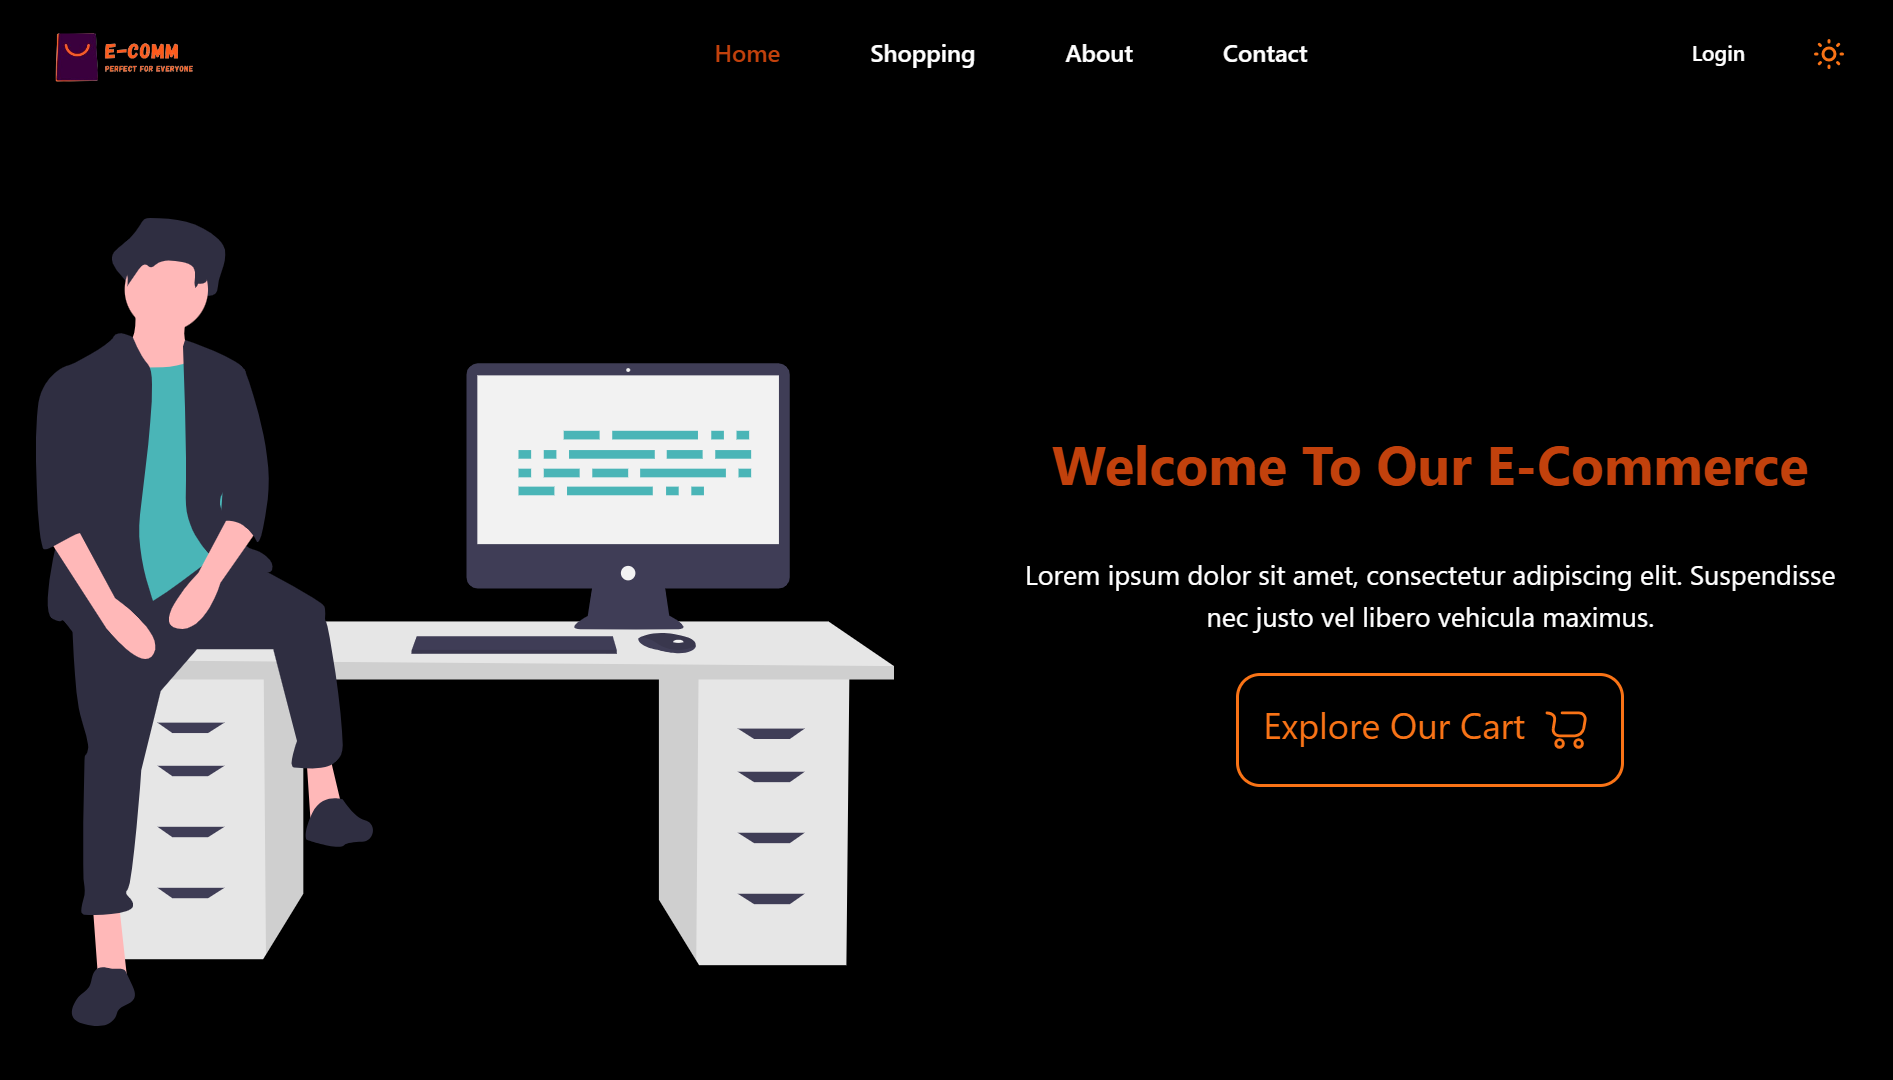 E-COMM
PERFECT FOR EVERYONE
Home
Shopping
About
Contact
Login
Welcome To Our E-Commerce
Lorem ipsum dolor sit amet, consectetur adipiscing elit. Suspendisse
nec justo vel libero vehicula maximus.
Explore Our Cart